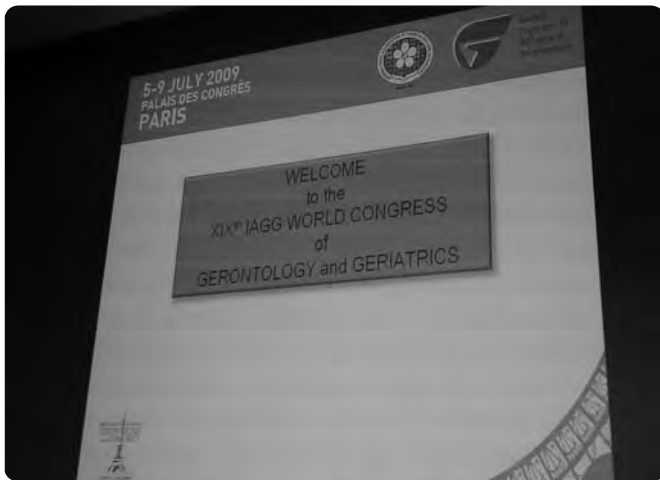 5-9 JULY 2009
PALAIS DES CONGRÈS
PARIS
WELCOME
to the
XIXth IAGG WORLD CONGRESS
of
GERONTOLOGY and GERIATRICS